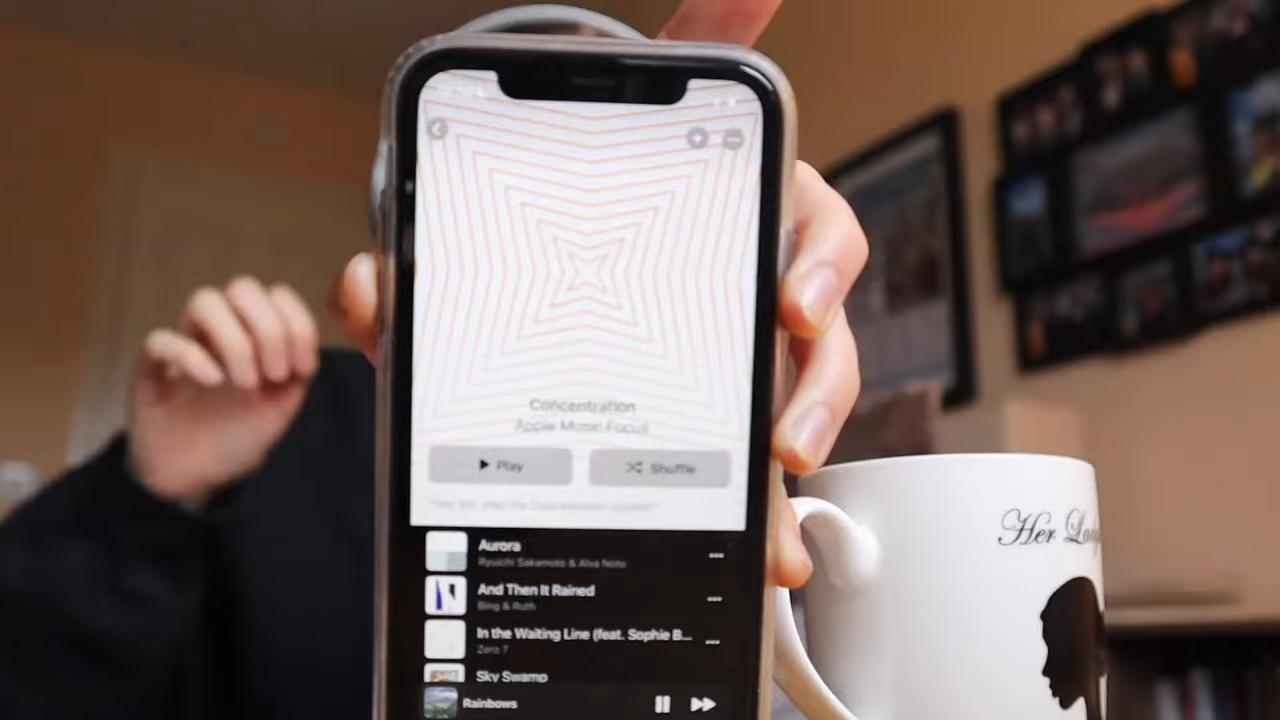 Concentration
Apple Music Focus
Play
Shuffle
Aurora
Ryuichi Sakamoto & Alva Noto
And Then It Rained
Bing & Ruth
In the Waiting Line (feat. Sophie B...
Zero 7
Sky Swamp
Rainbows
Her Lady